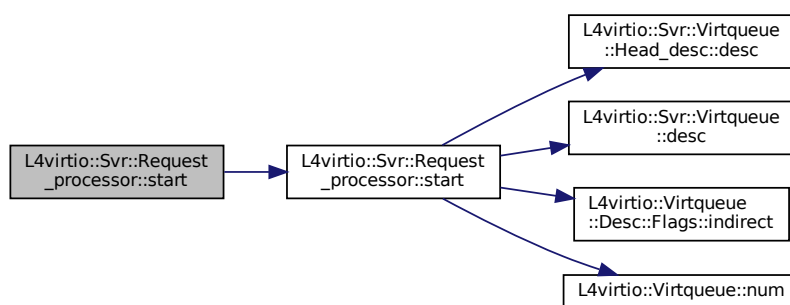 L4virtio::Svr::Virtqueue
::Head_desc::desc
L4virtio::Svr::Virtqueue
::desc
L4virtio::Svr::Request
_processor::start
L4virtio::Svr::Request
_processor::start
L4virtio::Virtqueue
::Desc::Flags::indirect
L4virtio::Virtqueue::num